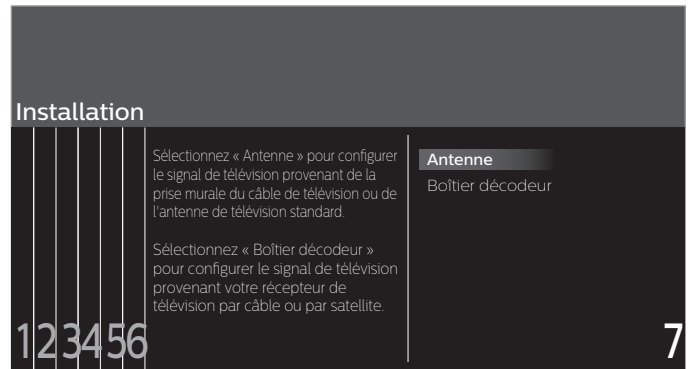 Installation
Sélectionnez « Antenne » pour configurer
le signal de télévision provenant de la
prise murale du câble de télévision ou de
l'antenne de télévision standard.
Sélectionnez « Boîtier décodeur »
pour configurer le signal de télévision
provenant votre récepteur de
télévision par câble ou par satellite.
Antenne
Boîtier décodeur
123456
7